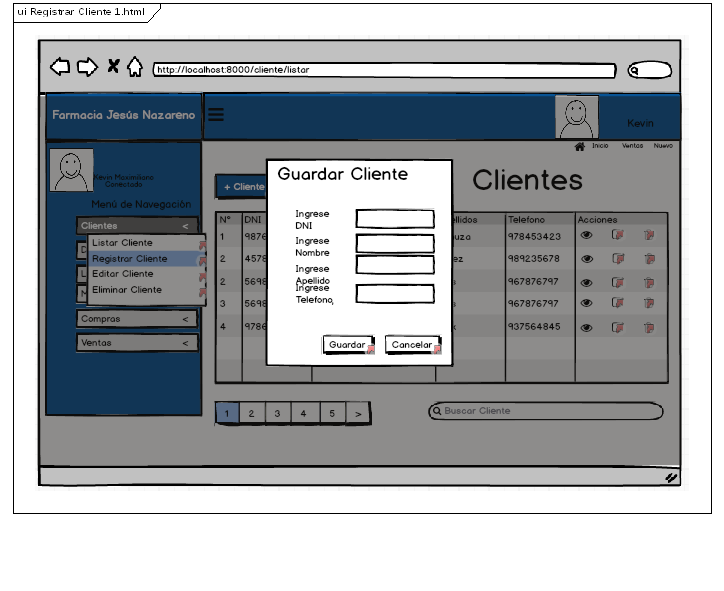 ui Registrar Cliente 1.html
http://localhost:8000/cliente/listar
Farmacia Jesús Nazareno
Kevin
Inicio Ventas Nuevo
Kevin Maximiliano
Conectado
Menú de Navegación
Clientes <
Listar Cliente
Registrar Cliente
Editar Cliente
Eliminar Cliente
Compras <
Ventas <
+ Cliente
Clientes
N° DNI ellidos Telefono Acciones
1 9876 uzo 978453423
2 4578 ez 989235678
2 5698 967876797
3 5698 967876797
4 9786 937564845
Guardar Cliente
Ingrese
DNI
Ingrese
Nombre
Ingrese
Apellido
Ingrese
Telefono,
Guardar Cancelar
1 2 3 4 5 >
Buscar Cliente